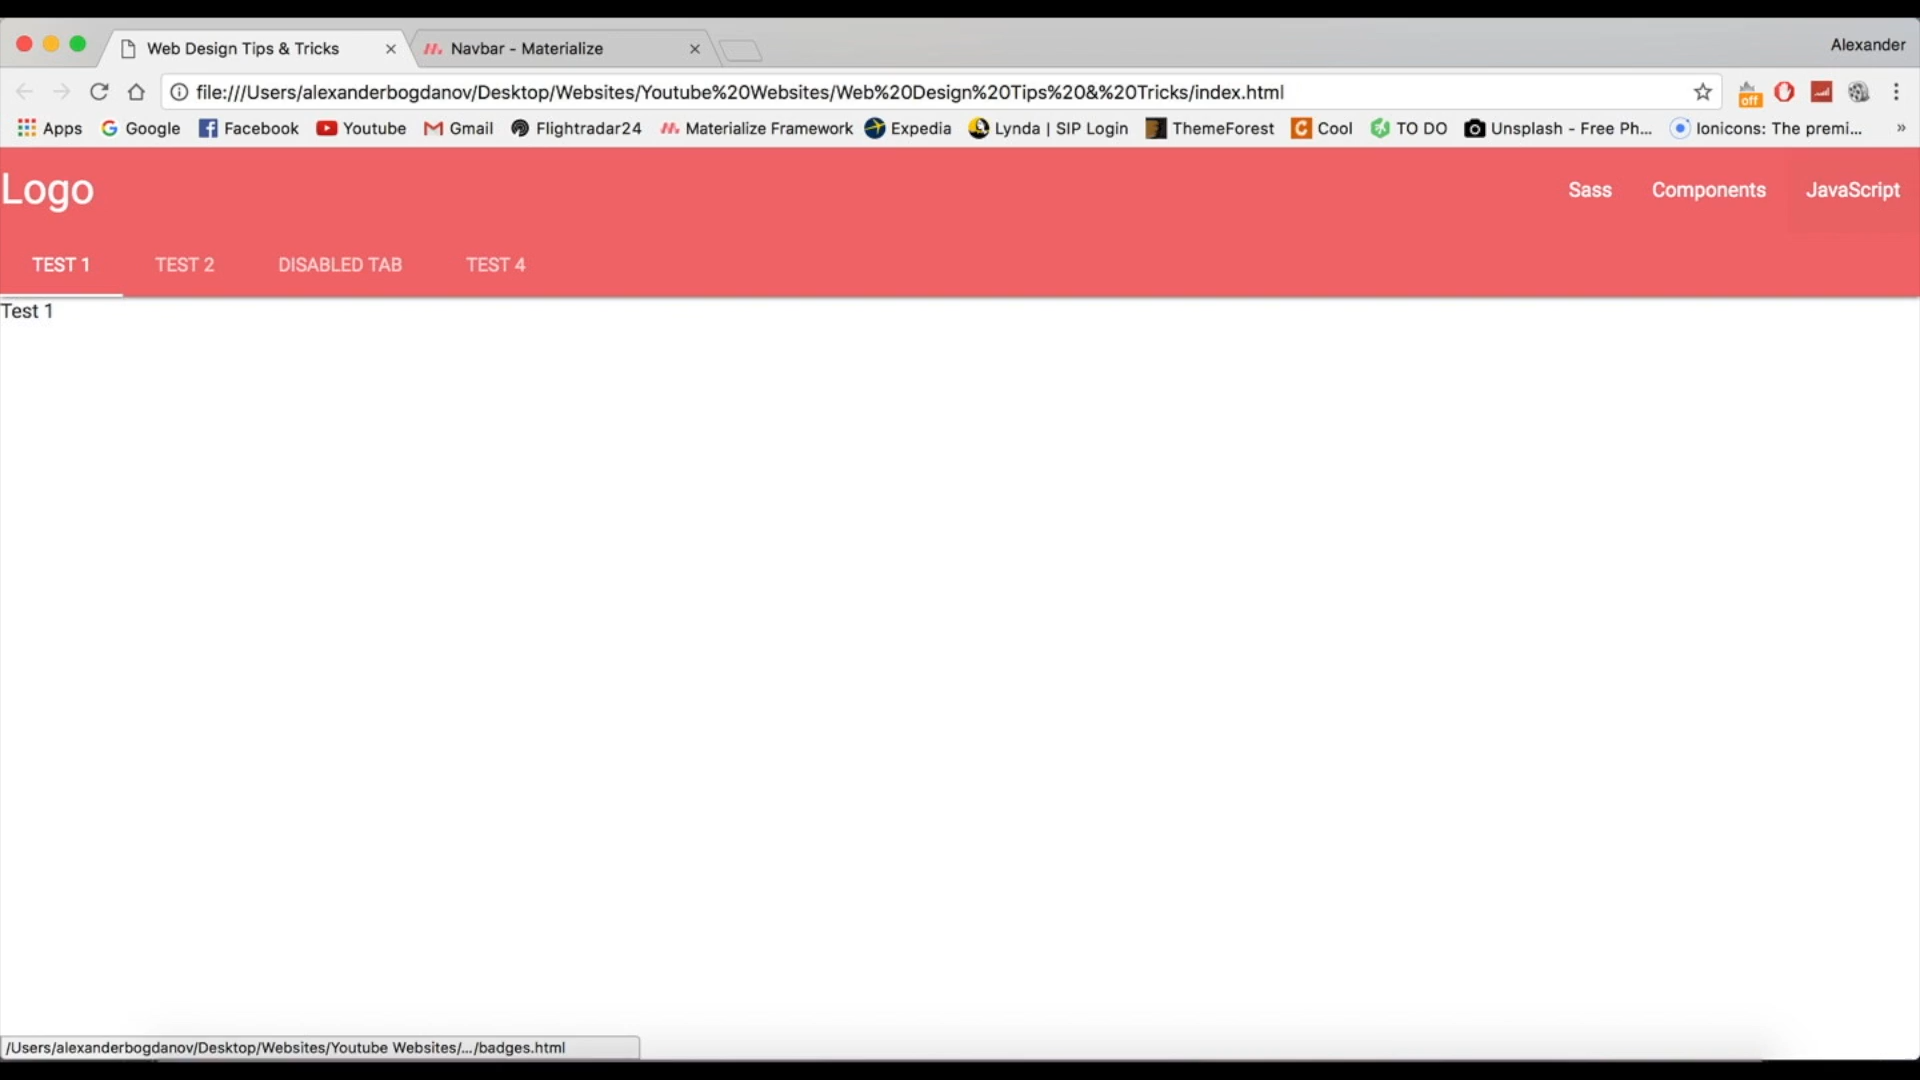 Web Design Tips & Tricks
Navbar - Materialize
Alexander
file:///Users/alexanderbogdanov/Desktop/Websites/Youtube%20Websites/Web%20Design%20Tips%20&%20Tricks/index.html
off
Apps Google Facebook Youtube Gmail Flightradar24 Materialize Framework Expedia Lynda | SIP Login ThemeForest Cool TO DO Unsplash - Free Ph... Ionicons: The premi... »
Logo
Sass Components JavaScript
TEST 1 TEST 2 DISABLED TAB TEST 4
Test 1
/Users/alexanderbogdanov/Desktop/Websites/Youtube Websites/.../badges.html